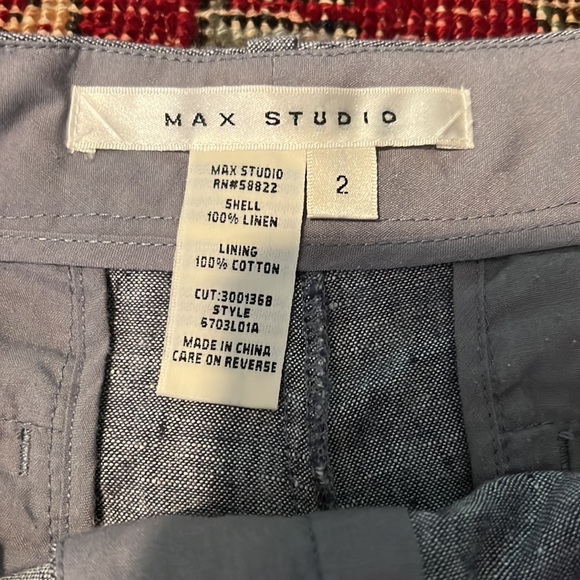 MAX STUDIO
MAX STUDIO
RN#58822
SHELL
100% LINEN
LINING
100% COTTON
CUT:3001368
STYLE
6703L01A
MADE IN CHINA
CARE ON REVERSE
2